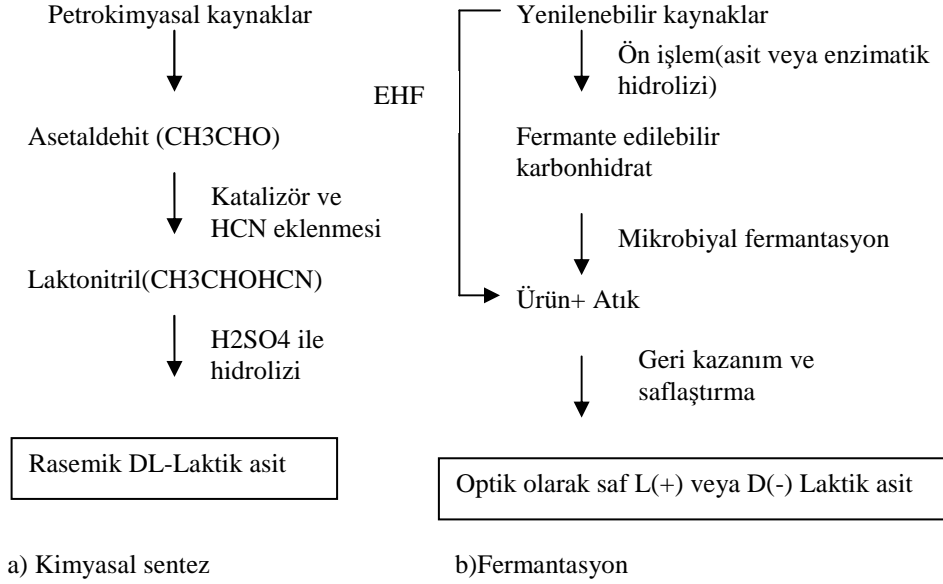 Petrokimyasal kaynaklar
Asetaldehit (CH3CHO)
Katalizör ve
HCN eklenmesi
Laktonitril(CH3CHOHCN)
H2SO4 ile
hidrolizi
Rasemik DL-Laktik asit
a) Kimyasal sentez
Yenilenebilir kaynaklar
Ön işlem(asit veya enzimatik
hidrolizi)
EHF
Fermante edilebilir
karbonhidrat
Mikrobiyal fermantasyon
Ürün+ Atık
Geri kazanım ve
saflaştırma
Optik olarak saf L(+) veya D(-) Laktik asit
b)Fermantasyon